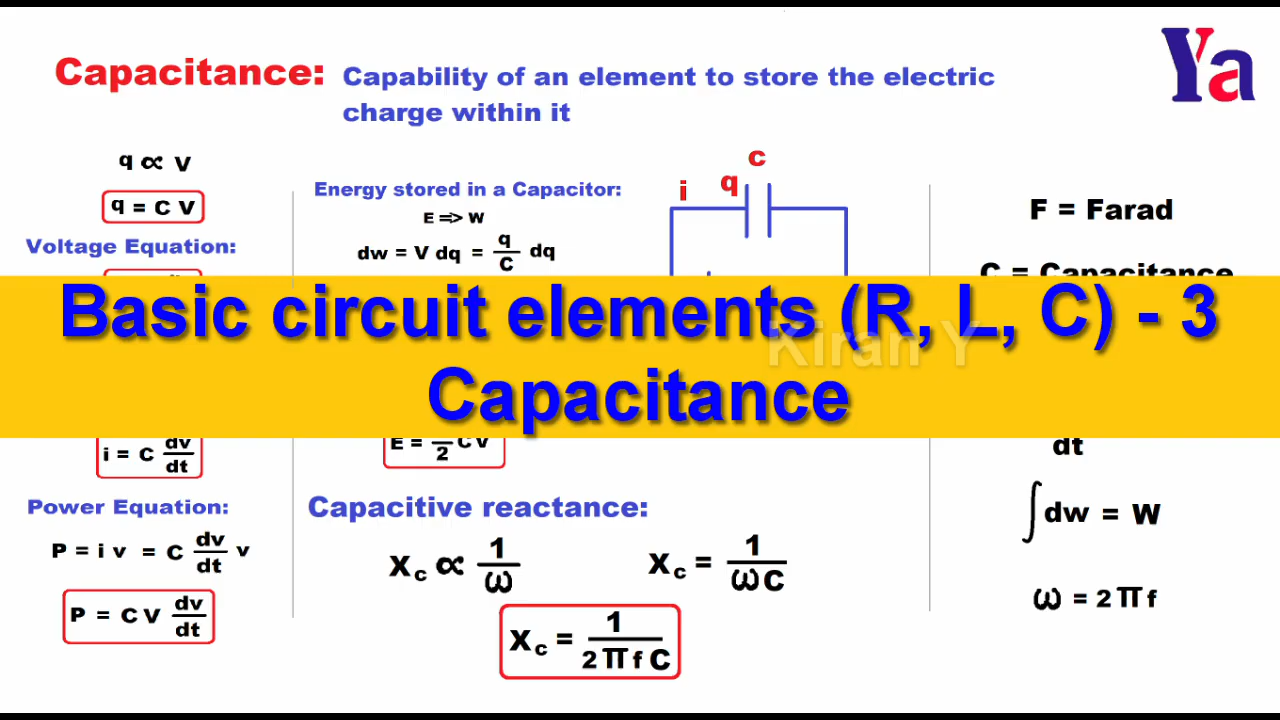 Ya
Capacitance: Capability of an element to store the electric
charge within it
q ∝ V
q = C V
Voltage Equation:
i = C dv/dt
Power Equation:
P = i v = C dv/dt v
P = C V dv/dt
Energy stored in a Capacitor:
E => W
dw = V dq = q/C dq
Basic circuit elements (R, L, C) - 3
Capacitance
Kiran Y
Capacitive reactance:
Xc ∝ 1/ω
Xc = 1/ωC
Xc = 1/2πfC
i
q
c
F = Farad
C = Capacitance
dt
∫dw = W
ω = 2πf